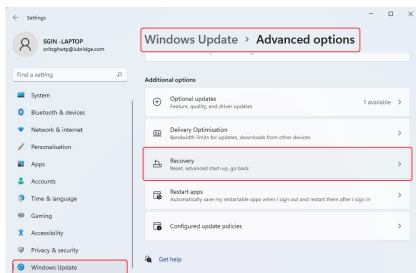 Settings
SGIN -LAPTOP
oritzghwtp@iubridge.com
Find a setting
System
Bluetooth & devices
Network & internet
Personalisation
Apps
Accounts
Time & language
Gaming
Accessibility
Privacy & security
Windows Update
Windows Update > Advanced options
Additional options
Optional updates
Feature, quality, and driver updates
1 available
Delivery Optimisation
Bandwidth limits for updates, downloads from other devices
Recovery
Reset, advanced start-up, go back
Restart apps
Automatically save my restartable apps when I sign out and restart them after I sign in
Configured update policies
Get help